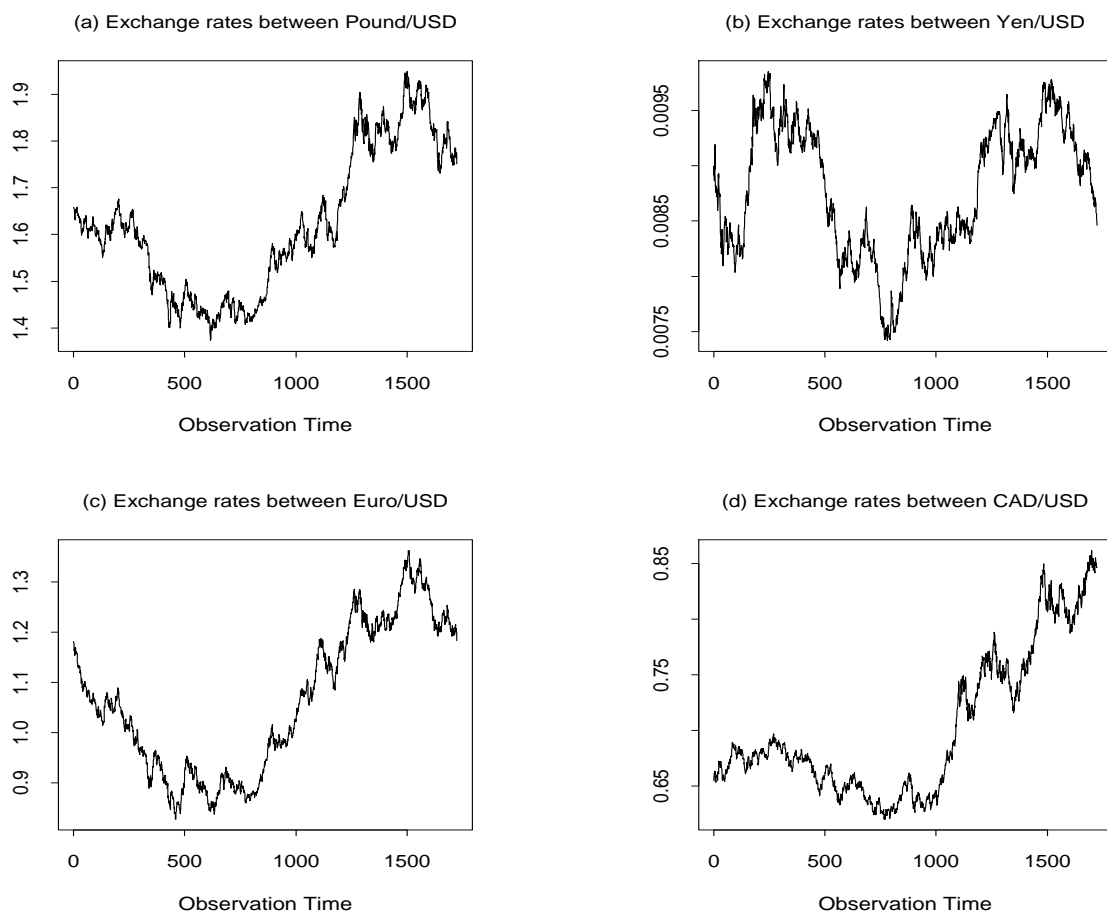 (a) Exchange rates between Pound/USD
1.9
1.8
1.7
1.6
1.5
1.4
0 500 1000 1500
Observation Time
(b) Exchange rates between Yen/USD
0.0095
0.0085
0.0075
0 500 1000 1500
Observation Time
(c) Exchange rates between Euro/USD
1.3
1.2
1.1
1.0
0.9
0 500 1000 1500
Observation Time
(d) Exchange rates between CAD/USD
0.85
0.75
0.65
0 500 1000 1500
Observation Time